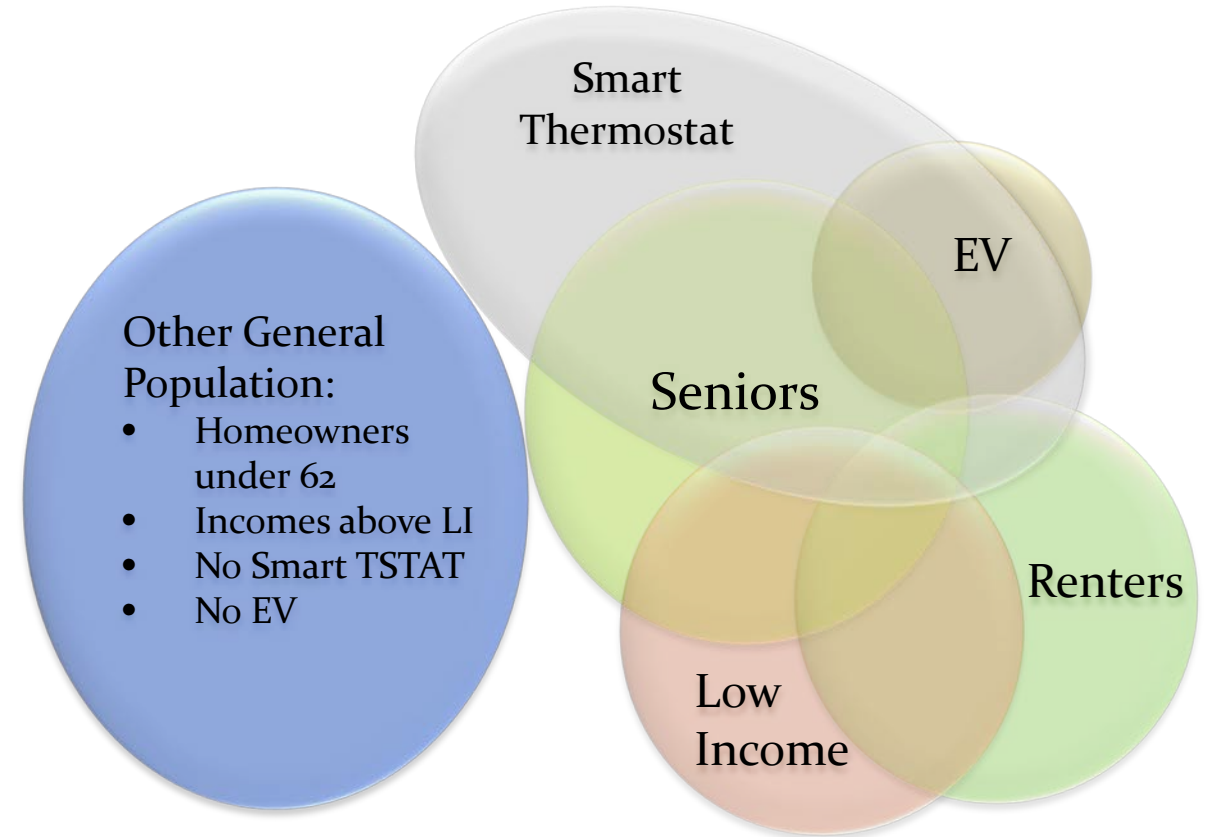 Smart
Thermostat
EV
Other General
Population:
• Homeowners
under 62
• Incomes above LI
• No Smart TSTAT
• No EV
Seniors
Renters
Low
Income